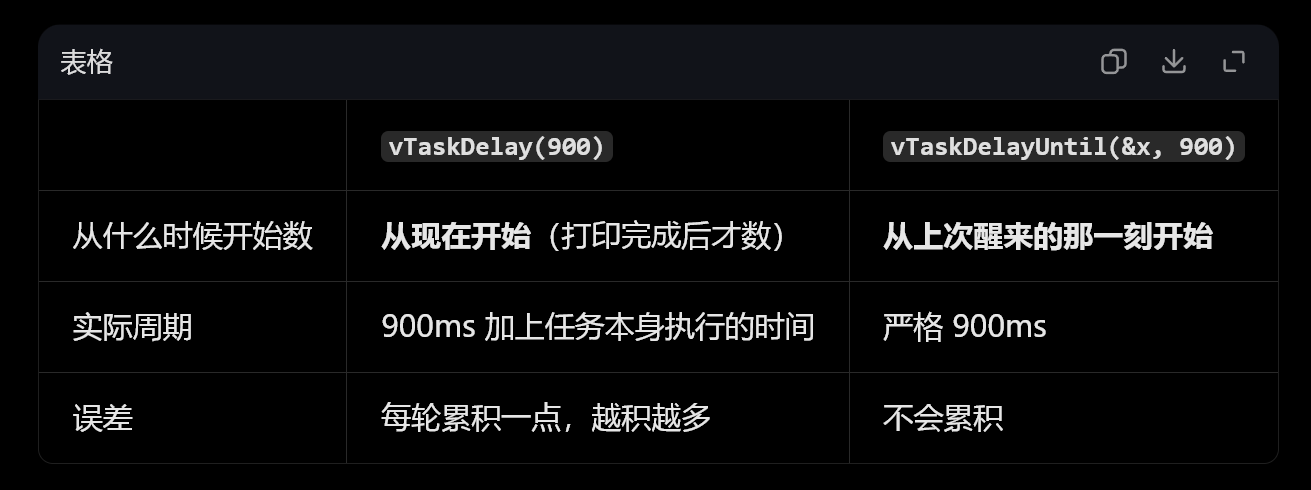 表格
vTaskDelay(900) vTaskDelayUntil(&x, 900)
从什么时候开始数 从现在开始（打印完成后才数） 从上次醒来的那一刻开始
实际周期 900ms 加上任务本身执行的时间 严格 900ms
误差 每轮累积一点，越积越多 不会累积